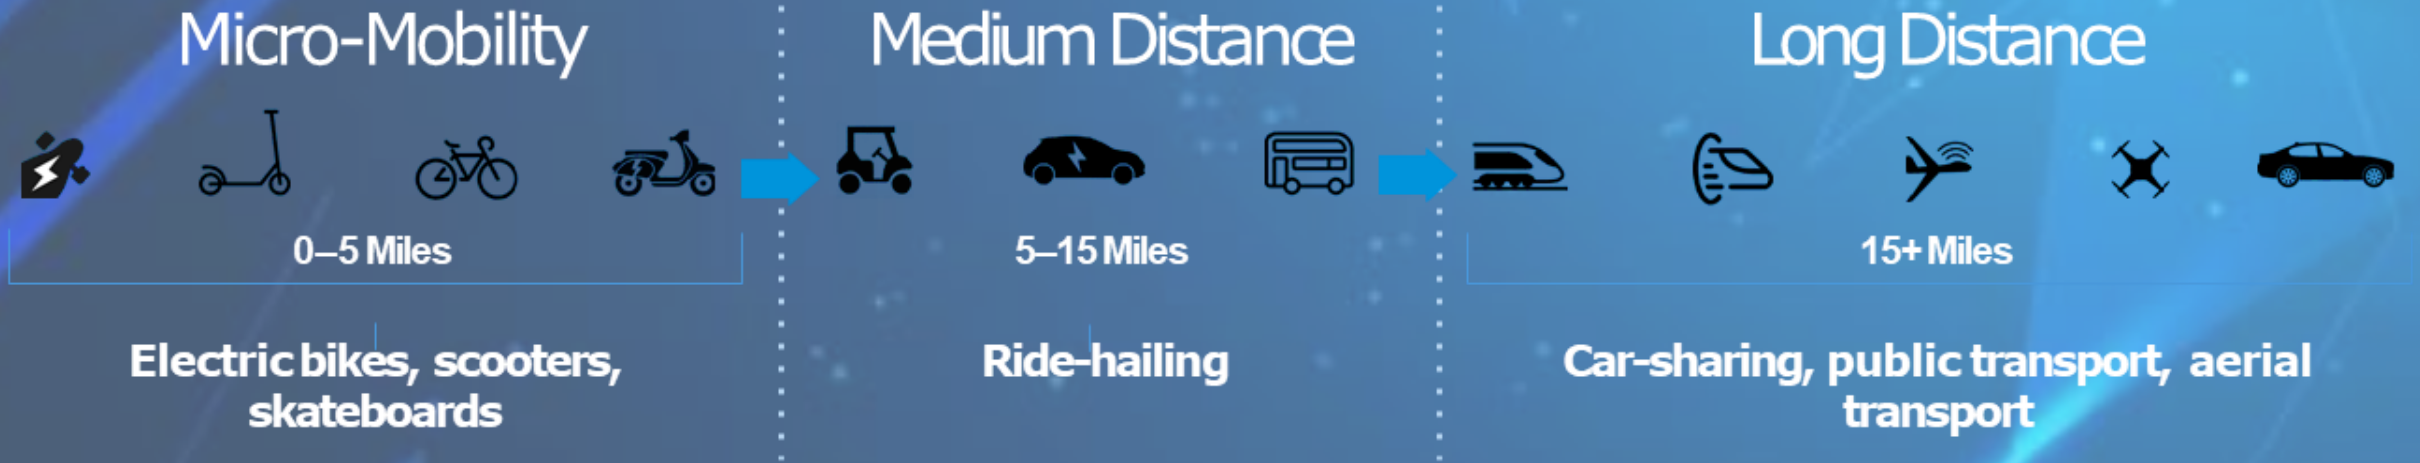 Micro-Mobility
0–5 Miles
Electric bikes, scooters,
skateboards
Medium Distance
5–15 Miles
Ride-hailing
Long Distance
15+ Miles
Car-sharing, public transport, aerial
transport